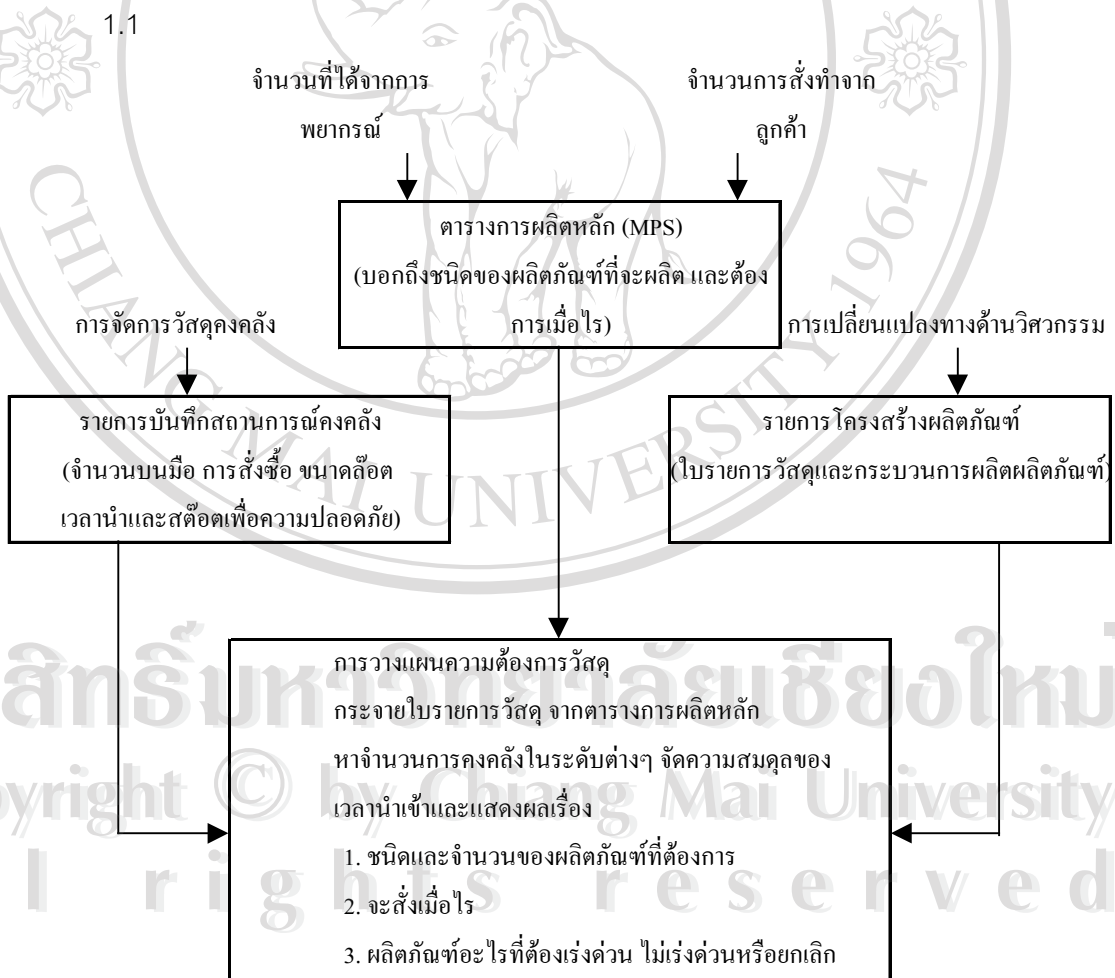 1.1
จำนวนที่ได้จากการ
พยากรณ์
จำนวนการสั่งทำจาก
ลูกค้า
ตารางการผลิตหลัก (MPS)
(บอกถึงชนิดของผลิตภัณฑ์ที่จะผลิต และต้อง
การเมื่อไร)
การจัดการวัสดุคงคลัง
การเปลี่ยนแปลงทางด้านวิศวกรรม
รายการบันทึกสถานการณ์คงคลัง
(จำนวนบนมือ การสั่งซื้อ ขนาดล๊อต
เวลานำและสต๊อตเพื่อความปลอดภัย)
รายการโครงสร้างผลิตภัณฑ์
(ใบรายการวัสดุและกระบวนการผลิตผลิตภัณฑ์)
การวางแผนความต้องการวัสดุ
กระจายใบรายการวัสดุ จากตารางการผลิตหลัก
หาจำนวนการคงคลังในระดับต่างๆ จัดความสมดุลของ
เวลานำเข้าและแสดงผลเรื่อง
1. ชนิดและจำนวนของผลิตภัณฑ์ที่ต้องการ
2. จะสั่งเมื่อไร
3. ผลิตภัณฑ์อะไรที่ต้องเร่งด่วน ไม่เร่งด่วนหรือยกเลิก
CHIANG MAI UNIVERSITY 1964
สิทธิ์มหาวิทยาลัยเชียงใหม่
pyright © by Chiang Mai University
l rights reserved